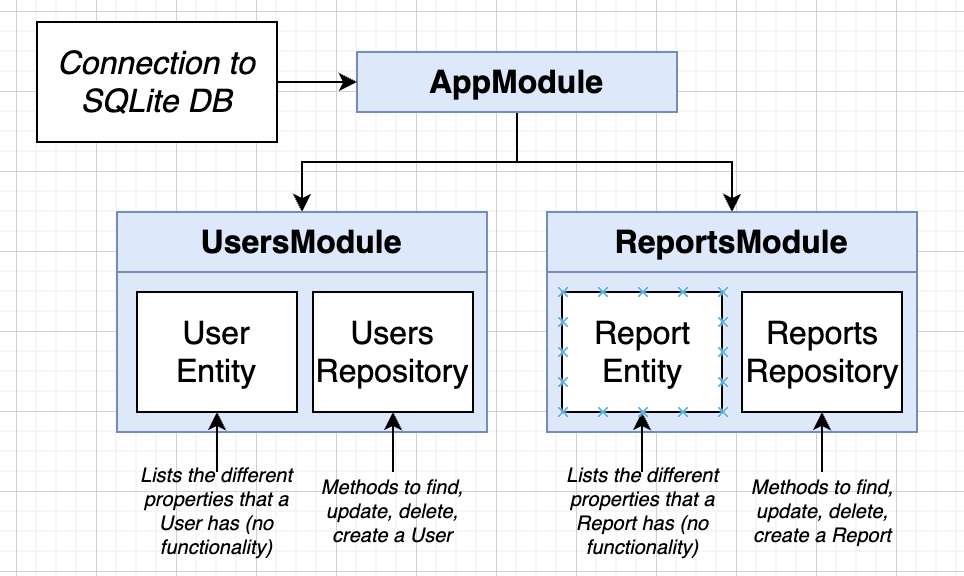 Connection to
SQLite DB
AppModule
UsersModule
ReportsModule
User
Entity
Users
Repository
Report
Entity
Reports
Repository
Lists the different
properties that a
User has (no
functionality)
Methods to find,
update, delete,
create a User
Lists the different
properties that a
Report has (no
functionality)
Methods to find,
update, delete,
create a Report